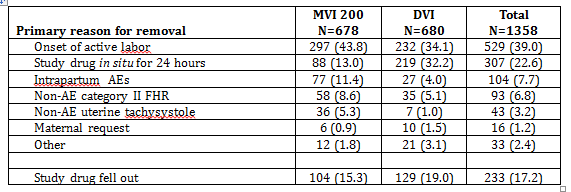 MVI 200 DVI Total
Primary reason for removal N=678 N=680 N=1358
Onset of active labor 297 (43.8) 232 (34.1) 529 (39.0)
Study drug in situ for 24 hours 88 (13.0) 219 (32.2) 307 (22.6)
Intrapartum AEs 77 (11.4) 27 (4.0) 104 (7.7)
Non-AE category II FHR 58 (8.6) 35 (5.1) 93 (6.8)
Non-AE uterine tachysystole 36 (5.3) 7 (1.0) 43 (3.2)
Maternal request 6 (0.9) 10 (1.5) 16 (1.2)
Other 12 (1.8) 21 (3.1) 33 (2.4)
Study drug fell out 104 (15.3) 129 (19.0) 233 (17.2)